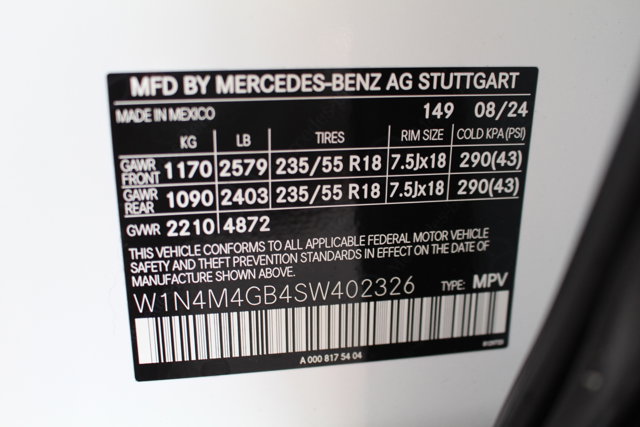 MFD BY MERCEDES-BENZ AG STUTTGART
MADE IN MEXICO 149 08/24
KG LB TIRES RIM SIZE COLD KPA (PSI)
GAWR FRONT 1170 2579 235/55 R18 7.5Jx18 290(43)
GAWR REAR 1090 2403 235/55 R18 7.5Jx18 290(43)
GVWR 2210 4872
THIS VEHICLE CONFORMS TO ALL APPLICABLE FEDERAL MOTOR VEHICLE
SAFETY AND THEFT PREVENTION STANDARDS IN EFFECT ON THE DATE
OF MANUFACTURE SHOWN ABOVE.
W1N4M4GB4SW402326 TYPE: MPV
A 000 817 54 04